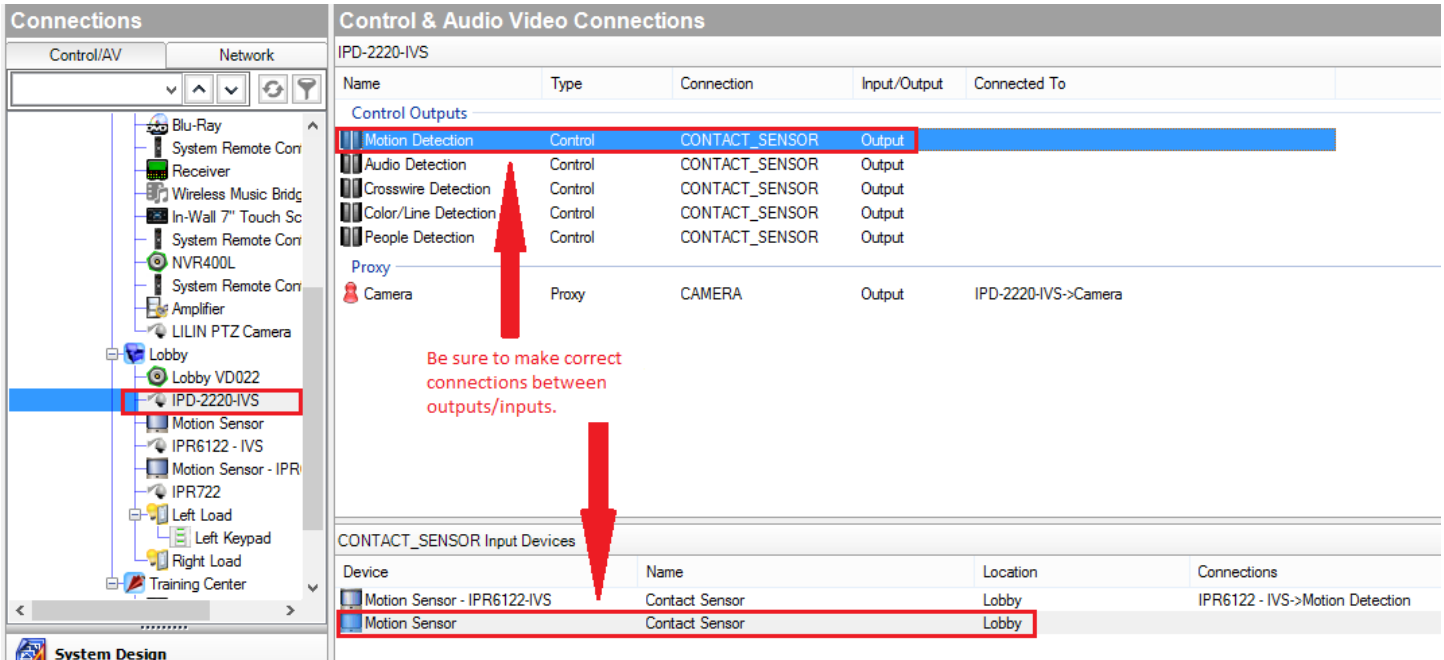 Connections
Control/AV
Network
Blu-Ray
System Remote Con
Receiver
Wireless Music Bridg
In-Wall 7" Touch Sc
System Remote Con
NVR400L
System Remote Con
Amplifier
LILIN PTZ Camera
Lobby
Lobby VD022
IPD-2220-IVS
Motion Sensor
IPR6122 - IVS
Motion Sensor - IPR
IPR722
Left Load
Left Keypad
Right Load
Training Center
System Design
Control & Audio Video Connections
IPD-2220-IVS
Name Type Connection Input/Output Connected To
Control Outputs
Motion Detection Control CONTACT_SENSOR Output
Audio Detection Control CONTACT_SENSOR Output
Crosswire Detection Control CONTACT_SENSOR Output
Color/Line Detection Control CONTACT_SENSOR Output
People Detection Control CONTACT_SENSOR Output
Proxy
Camera Proxy CAMERA Output IPD-2220-IVS->Camera
Be sure to make correct
connections between
outputs/inputs.
CONTACT_SENSOR Input Devices
Device Name Location Connections
Motion Sensor - IPR6122-IVS Contact Sensor Lobby IPR6122 - IVS->Motion Detection
Motion Sensor Contact Sensor Lobby